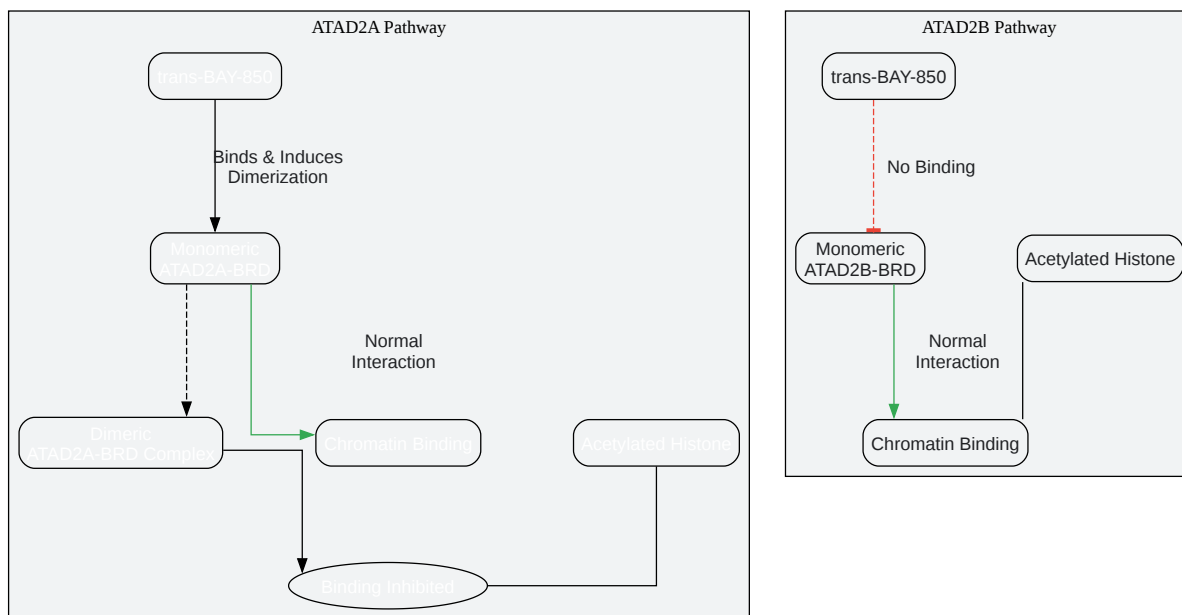 ATAD2A Pathway
trans-BAY-850
Binds & Induces
Dimerization
Monomeric
ATAD2A-BRD
Normal
Interaction
Dimeric
ATAD2A-BRD Complex
Chromatin Binding
Acetylated Histone
Binding Inhibited
ATAD2B Pathway
trans-BAY-850
No Binding
Monomeric
ATAD2B-BRD
Acetylated Histone
Normal
Interaction
Chromatin Binding